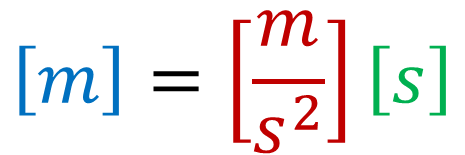 [m] = [m/s²] [s]